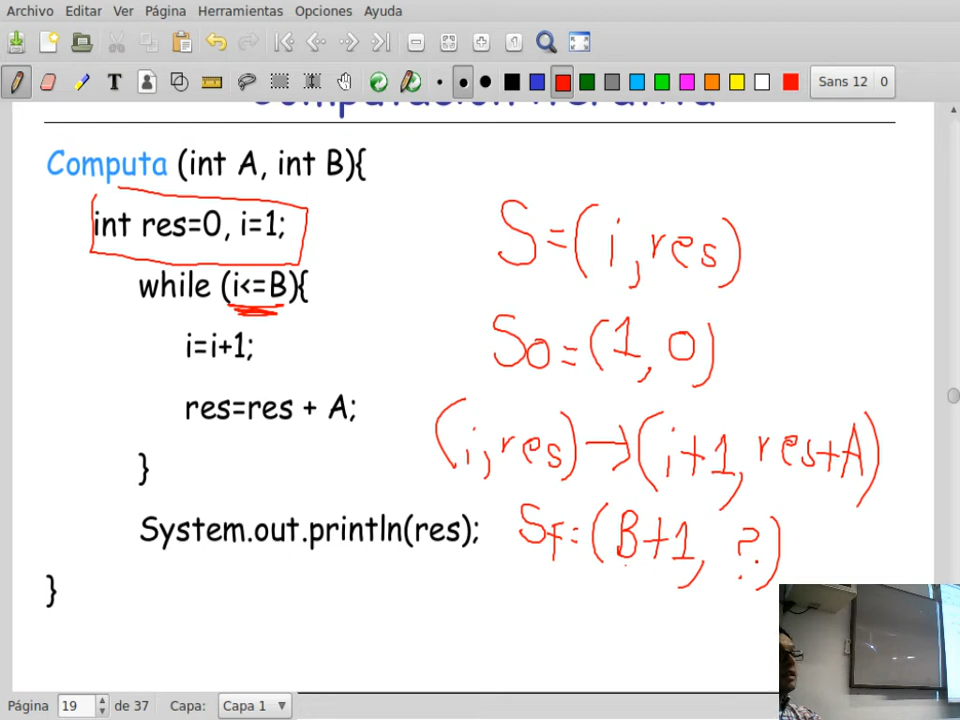 Archivo Editar Ver Página Herramientas Opciones Ayuda
T Sans 12 0
Computación Iterativa
Computa (int A, int B){
int res=0, i=1;
while (i<=B){
i=i+1;
res=res + A;
}
System.out.println(res);
}
S=(i,res)
So=(1,0)
(i,res)→(i+1,res+A)
Sf=(B+1, ?)
Página 19 de 37 Capa: Capa 1